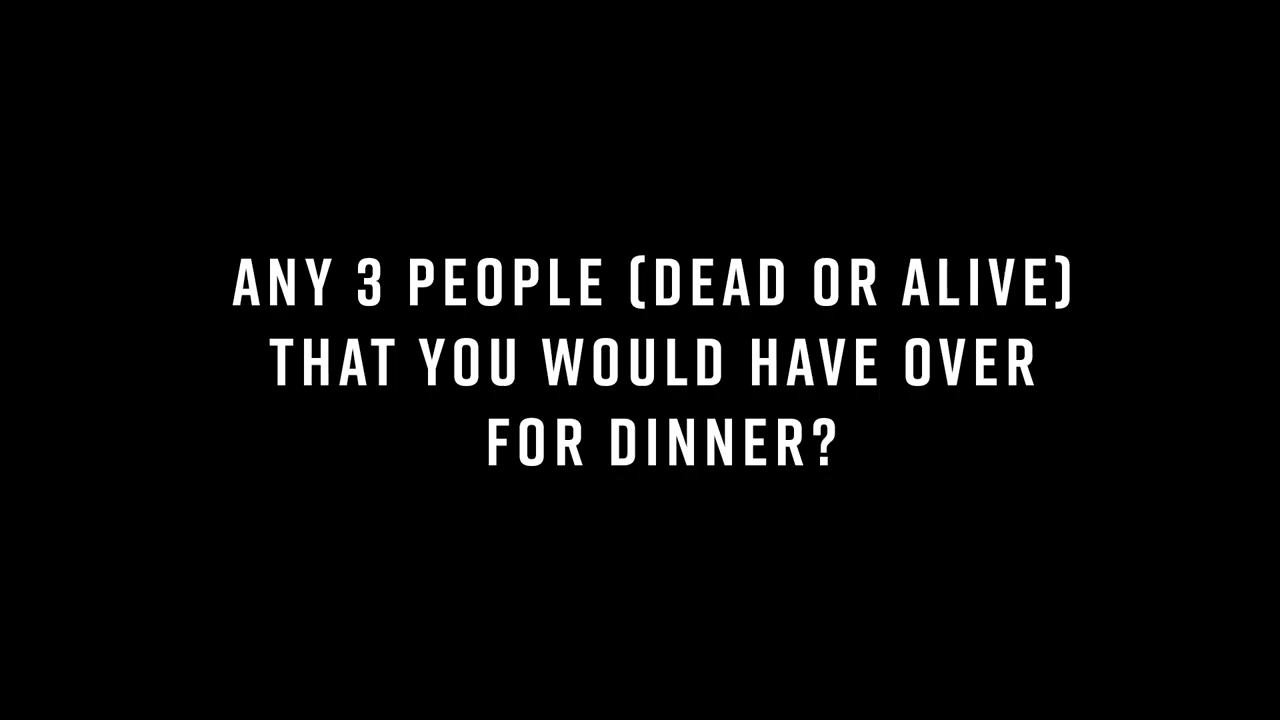 ANY 3 PEOPLE (DEAD OR ALIVE)
THAT YOU WOULD HAVE OVER
FOR DINNER?